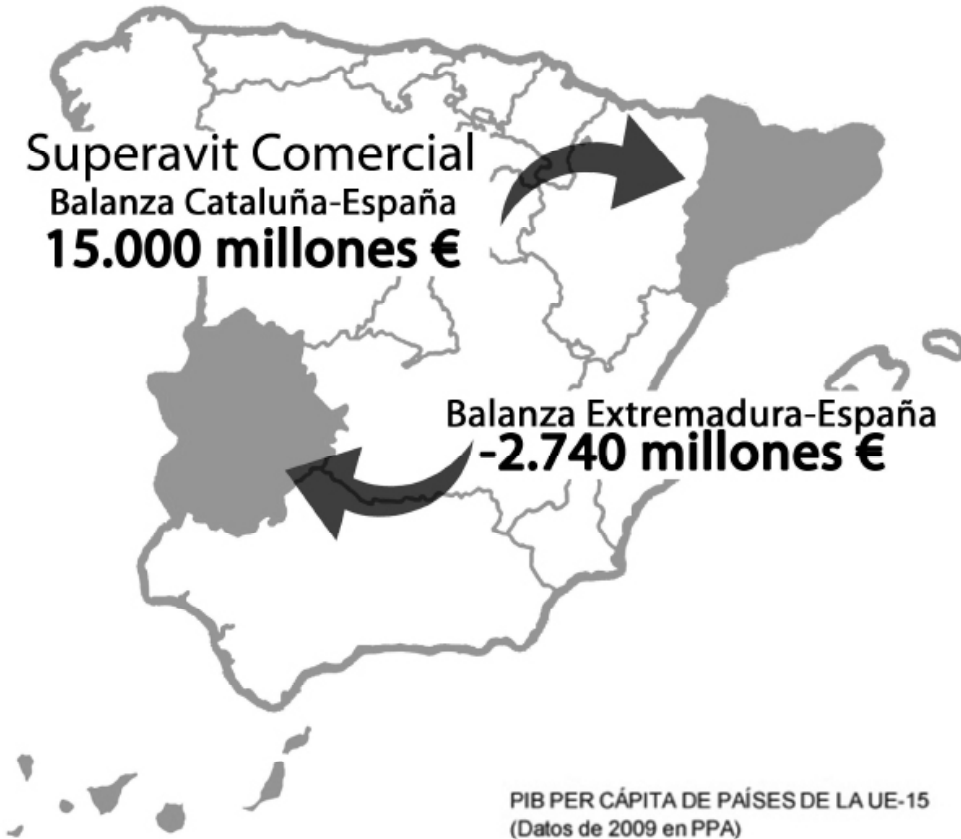 Superavit Comercial
Balanza Cataluña-España
15.000 millones €
Balanza Extremadura-España
-2.740 millones €
PIB PER CÁPITA DE PAÍSES DE LA UE-15
(Datos de 2009 en PPA)